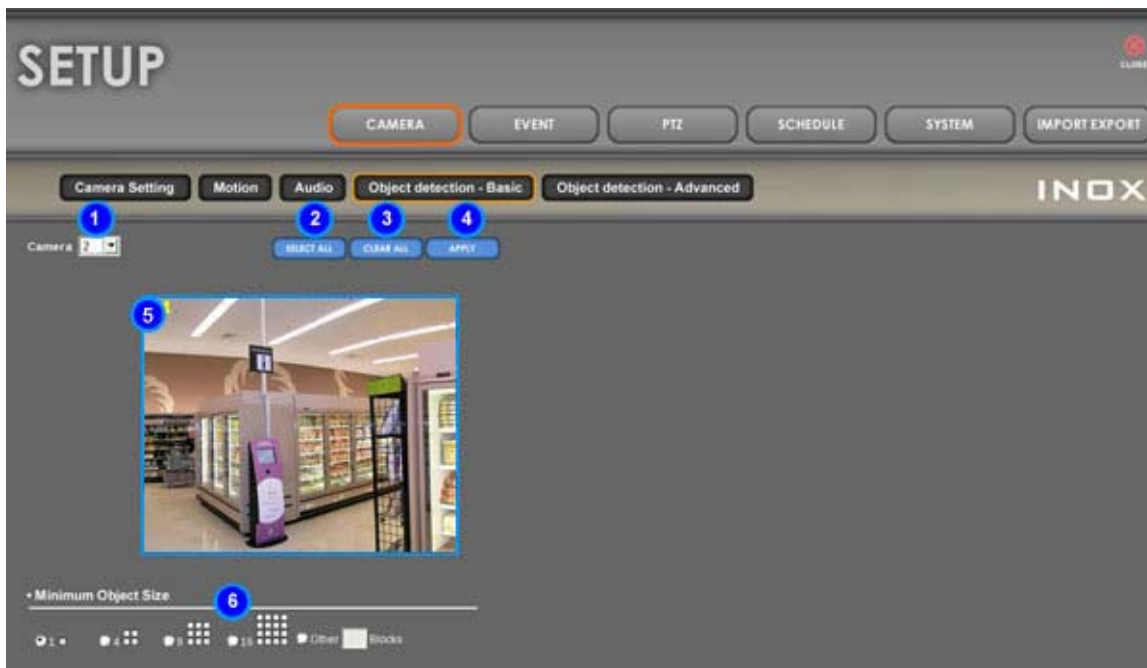 SETUP
CLOSE
CAMERA EVENT PTZ SCHEDULE SYSTEM IMPORT EXPORT
Camera Setting Motion Audio Object detection - Basic Object detection - Advanced INOX
1 2 3 4
Camera 2 SELECT ALL CLEAR ALL APPLY
5
• Minimum Object Size
6
1 4 9 16 Other Blocks